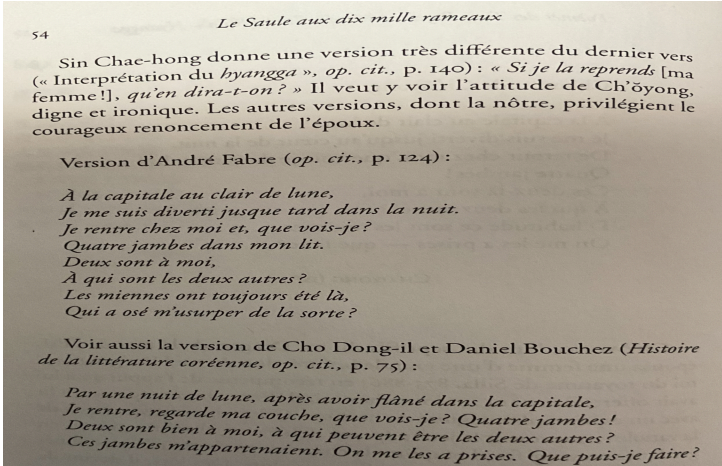 54
Le Saule aux dix mille rameaux
Sin Chae-hong donne une version très différente du dernier vers
(« Interprétation du hyangga », op. cit., p. 140) : « Si je la reprends [ma
femme !], qu'en dira-t-on ? » Il veut y voir l'attitude de Ch'ŏyong,
digne et ironique. Les autres versions, dont la nôtre, privilégient le
courageux renoncement de l'époux.
Version d'André Fabre (op. cit., p. 124) :
À la capitale au clair de lune,
Je me suis diverti jusque tard dans la nuit.
Je rentre chez moi et, que vois-je ?
Quatre jambes dans mon lit.
Deux sont à moi,
À qui sont les deux autres ?
Les miennes ont toujours été là,
Qui a osé m'usurper de la sorte ?
Voir aussi la version de Cho Dong-il et Daniel Bouchez (Histoire
de la littérature coréenne, op. cit., p. 75) :
Par une nuit de lune, après avoir flâné dans la capitale,
Je rentre, regarde ma couche, que vois-je ? Quatre jambes !
Deux sont bien à moi, à qui peuvent être les deux autres ?
Ces jambes m'appartenaient. On me les a prises. Que puis-je faire ?